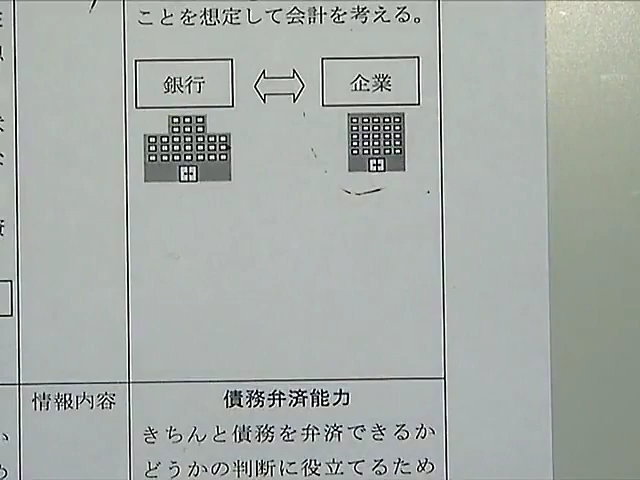 ことを想定して会計を考える。
銀行
企業
情報内容
債務弁済能力
きちんと債務を弁済できるか
どうかの判断に役立てるため